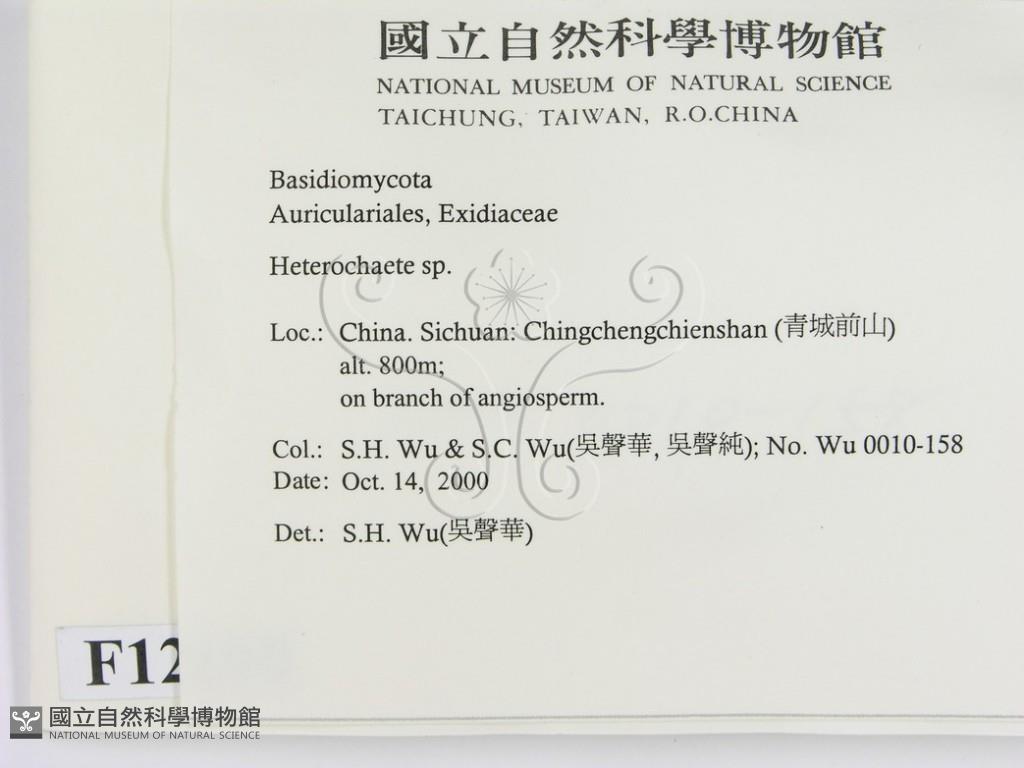 國立自然科學博物館
NATIONAL MUSEUM OF NATURAL SCIENCE
TAICHUNG, TAIWAN, R.O.CHINA
Basidiomycota
Auriculariales, Exidiaceae
Heterochaete sp.
Loc.: China. Sichuan: Chingchengchienshan (青城前山)
alt. 800m;
on branch of angiosperm.
Col.: S.H. Wu & S.C. Wu(吳聲華, 吳聲純); No. Wu 0010-158
Date: Oct. 14, 2000
Det.: S.H. Wu(吳聲華)
F12
國立自然科學博物館
NATIONAL MUSEUM OF NATURAL SCIENCE